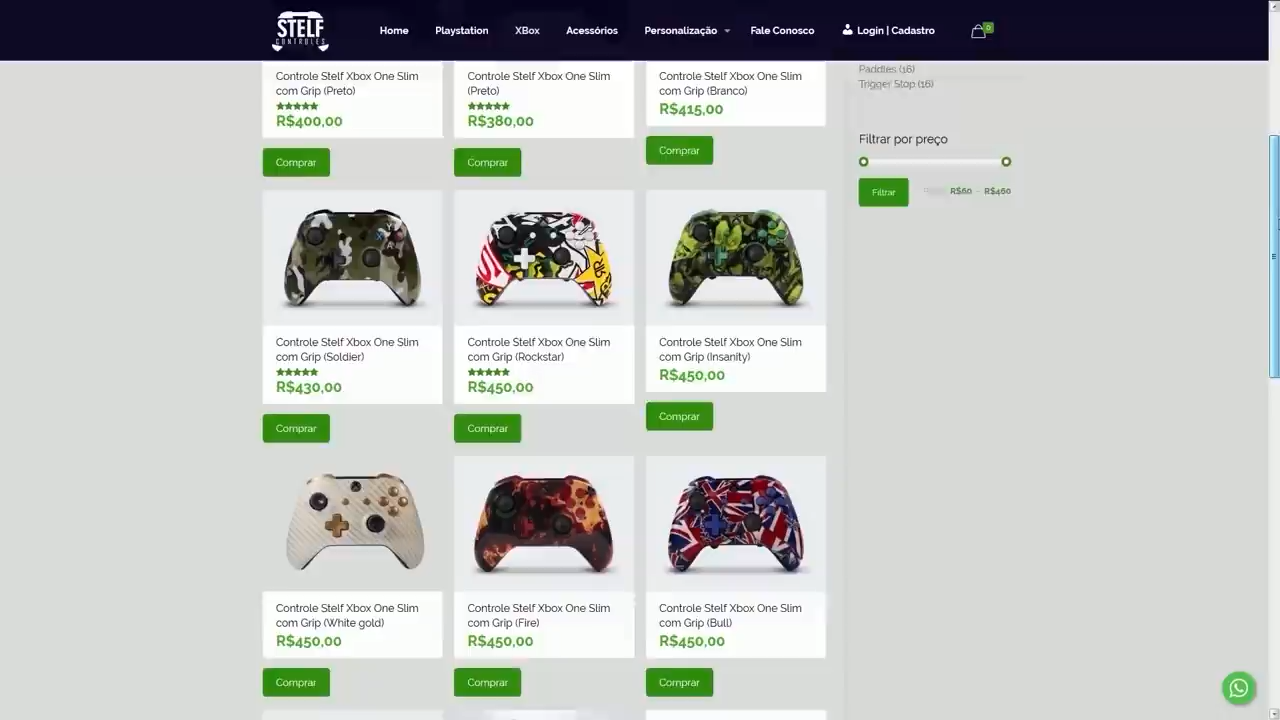 STELF
CONTROLES
Home
Playstation
XBox
Acessórios
Personalização
Fale Conosco
Login | Cadastro
0
Controle Stelf Xbox One Slim
com Grip (Preto)
R$400,00
Comprar
Controle Stelf Xbox One Slim
(Preto)
R$380,00
Comprar
Controle Stelf Xbox One Slim
com Grip (Branco)
R$415,00
Comprar
Paddles (16)
Trigger Stop (16)
Filtrar por preço
Filtrar
R$60 - R$460
Controle Stelf Xbox One Slim
com Grip (Soldier)
R$430,00
Comprar
Controle Stelf Xbox One Slim
com Grip (Rockstar)
R$450,00
Comprar
Controle Stelf Xbox One Slim
com Grip (Insanity)
R$450,00
Comprar
Controle Stelf Xbox One Slim
com Grip (White gold)
R$450,00
Comprar
Controle Stelf Xbox One Slim
com Grip (Fire)
R$450,00
Comprar
Controle Stelf Xbox One Slim
com Grip (Bull)
R$450,00
Comprar